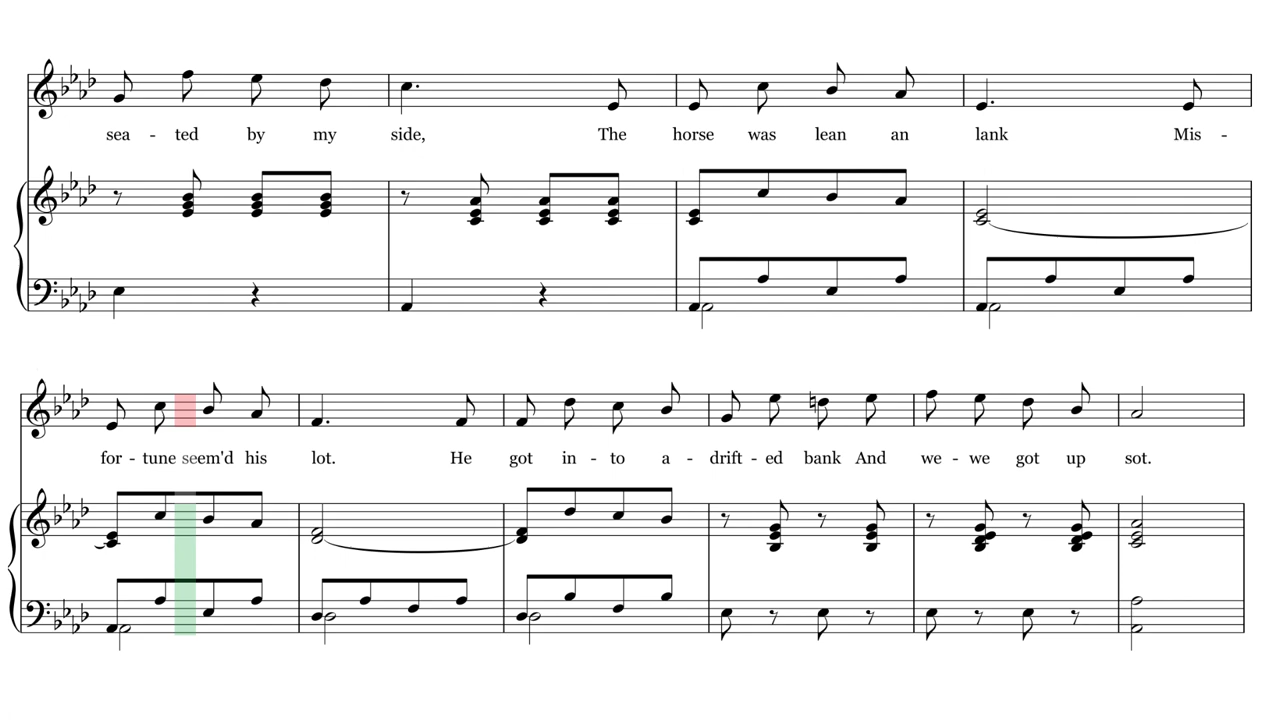 sea - ted by my side, The horse was lean an lank Mis -
for - tune seem'd his lot. He got in - to a - drift - ed bank And we - we got up sot.